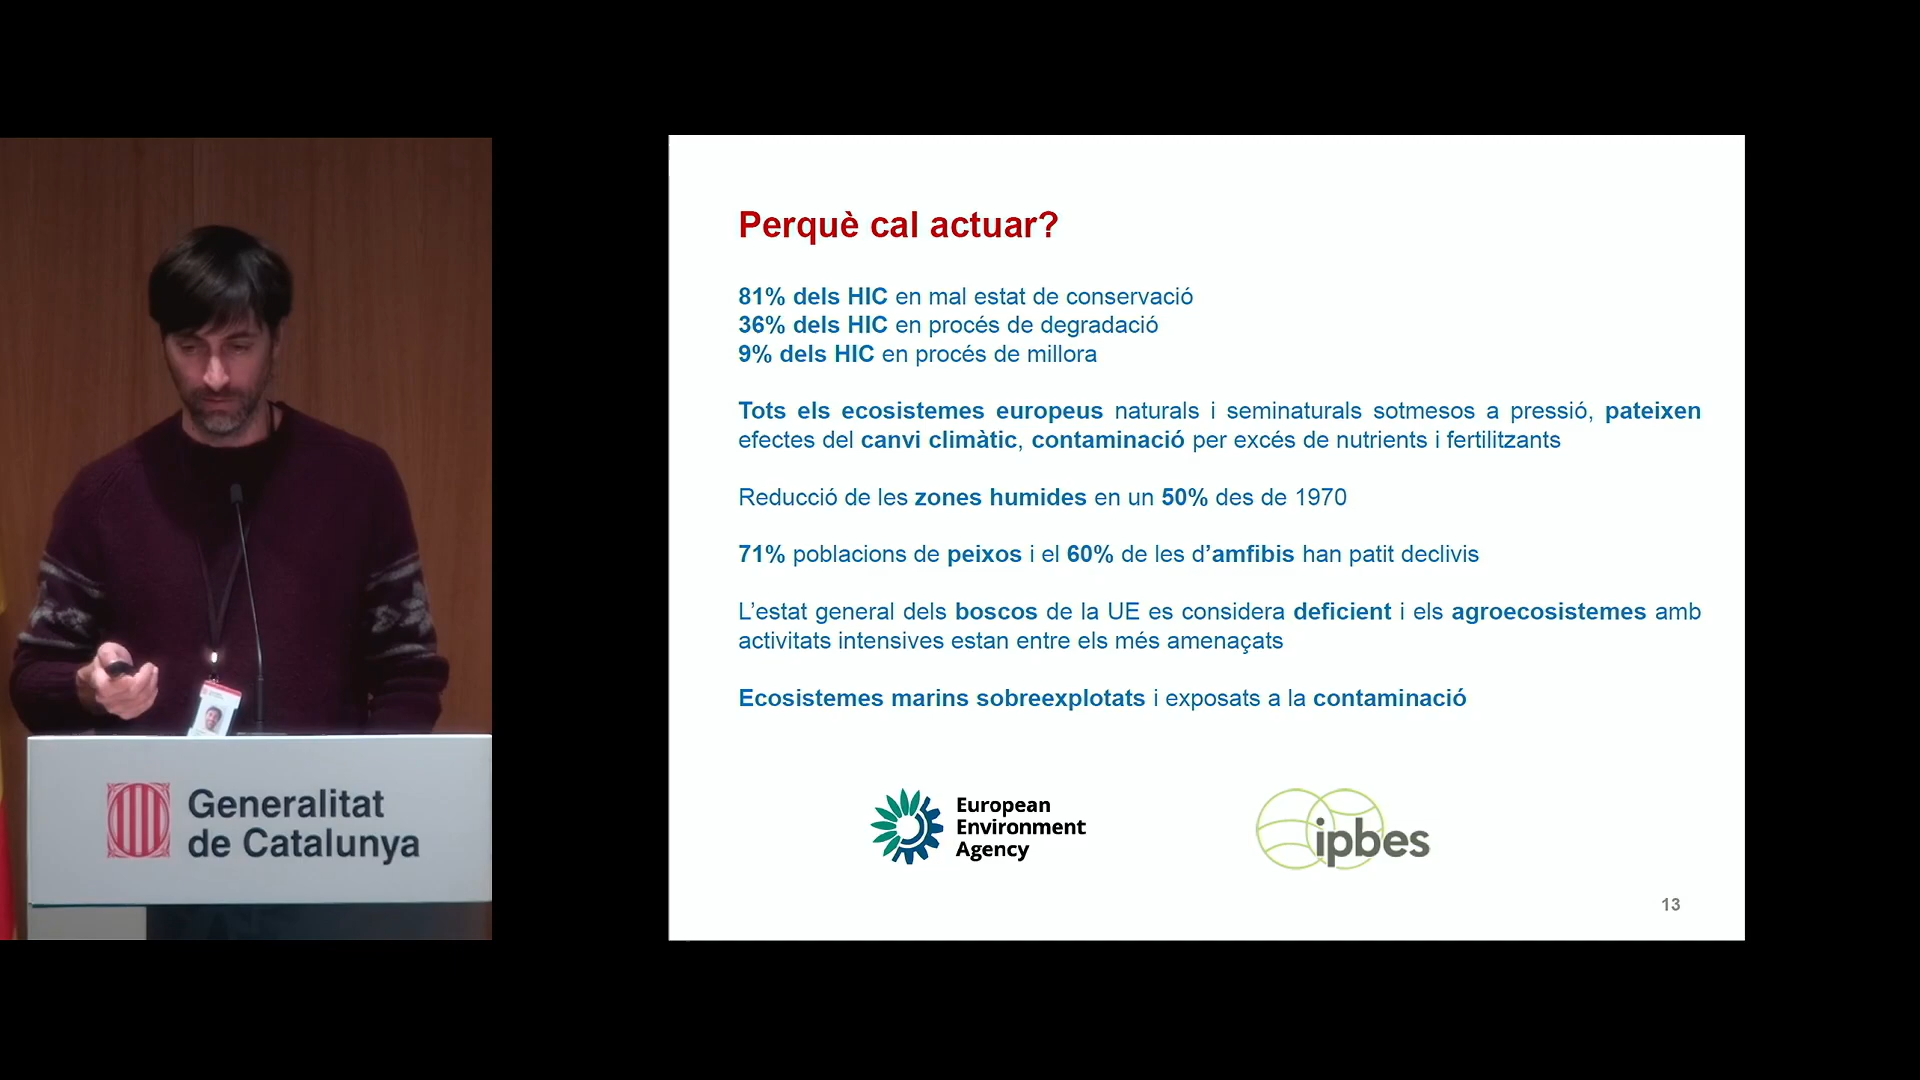 Perquè cal actuar?
81% dels HIC en mal estat de conservació
36% dels HIC en procés de degradació
9% dels HIC en procés de millora
Tots els ecosistemes europeus naturals i seminaturals sotmesos a pressió, pateixen
efectes del canvi climàtic, contaminació per excés de nutrients i fertilitzants
Reducció de les zones humides en un 50% des de 1970
71% poblacions de peixos i el 60% de les d’amfibis han patit declivis
L’estat general dels boscos de la UE es considera deficient i els agroecosistemes amb
activitats intensives estan entre els més amenaçats
Ecosistemes marins sobreexplotats i exposats a la contaminació
European
Environment
Agency
ipbes
13
Generalitat
de Catalunya